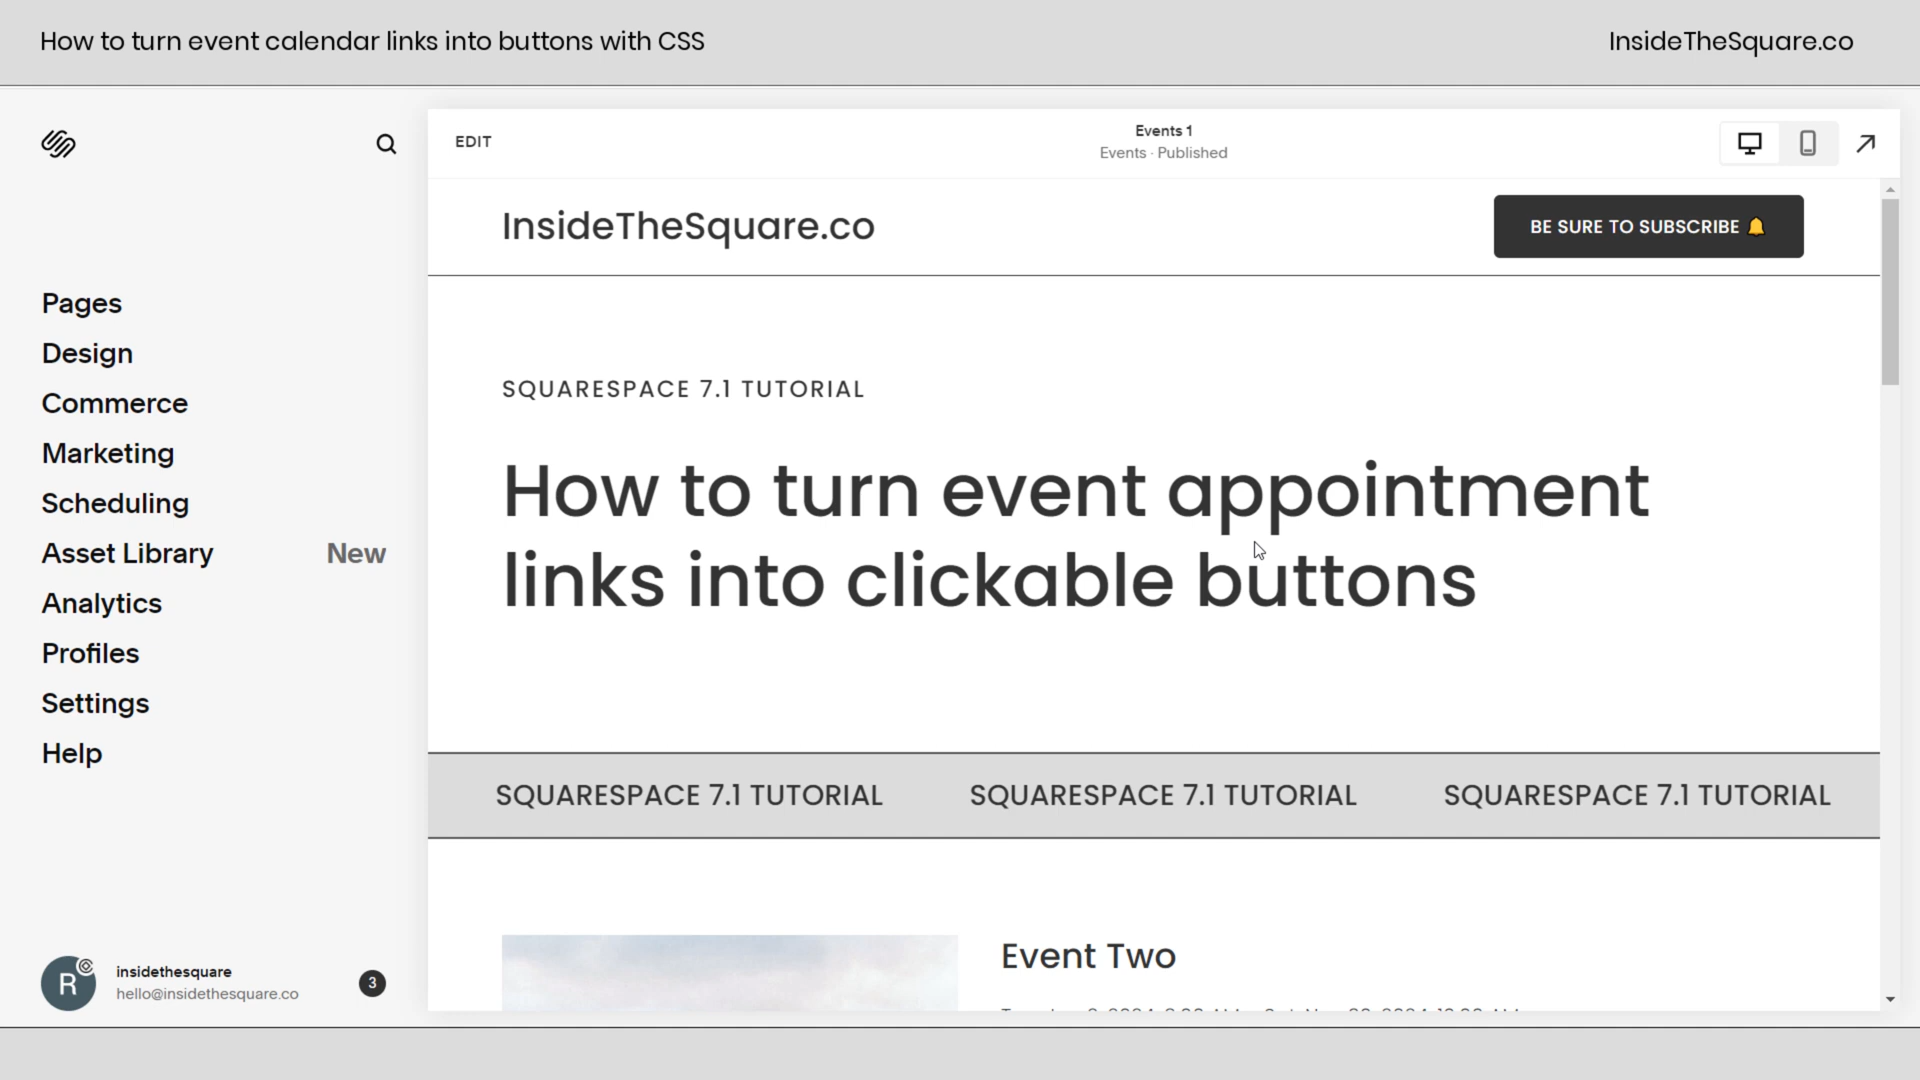 How to turn event calendar links into buttons with CSS
InsideTheSquare.co
EDIT
Events 1
Events · Published
InsideTheSquare.co
BE SURE TO SUBSCRIBE 🔔
Pages
Design
Commerce
Marketing
Scheduling
Asset Library New
Analytics
Profiles
Settings
Help
SQUARESPACE 7.1 TUTORIAL
How to turn event appointment
links into clickable buttons
SQUARESPACE 7.1 TUTORIAL SQUARESPACE 7.1 TUTORIAL SQUARESPACE 7.1 TUTORIAL
Event Two
R
insidethesquare
hello@insidethesquare.co
3